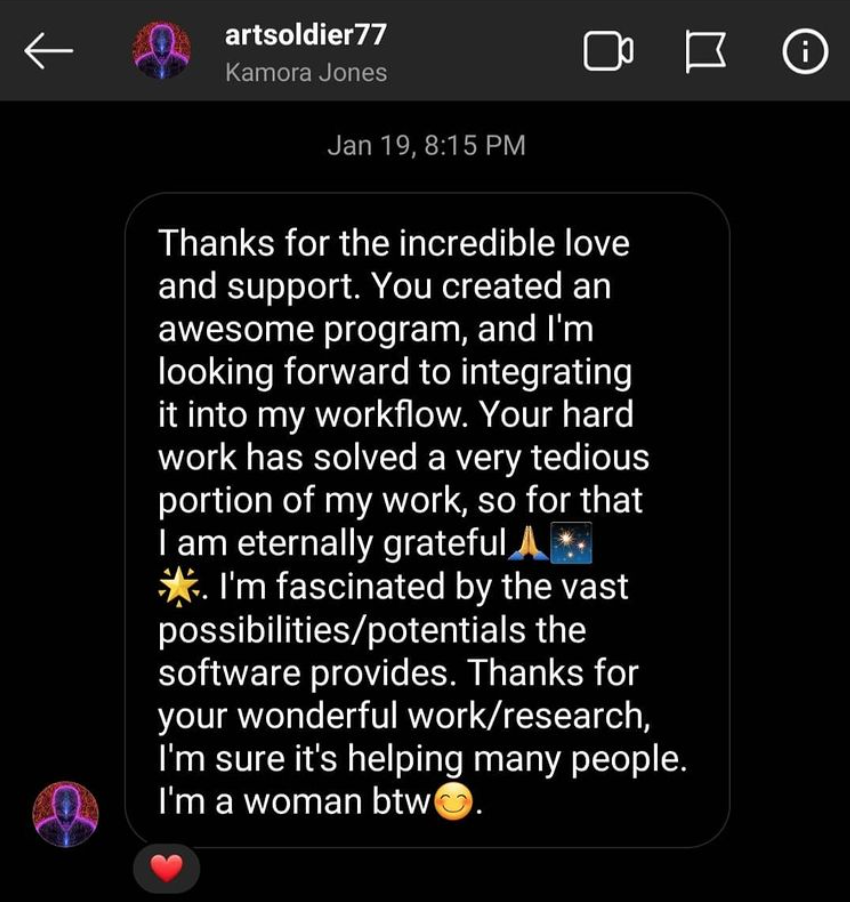 artsoldier77
Kamora Jones
Jan 19, 8:15 PM
Thanks for the incredible love
and support. You created an
awesome program, and I'm
looking forward to integrating
it into my workflow. Your hard
work has solved a very tedious
portion of my work, so for that
I am eternally grateful🙏🎇
🌟. I'm fascinated by the vast
possibilities/potentials the
software provides. Thanks for
your wonderful work/research,
I'm sure it's helping many people.
I'm a woman btw😊.